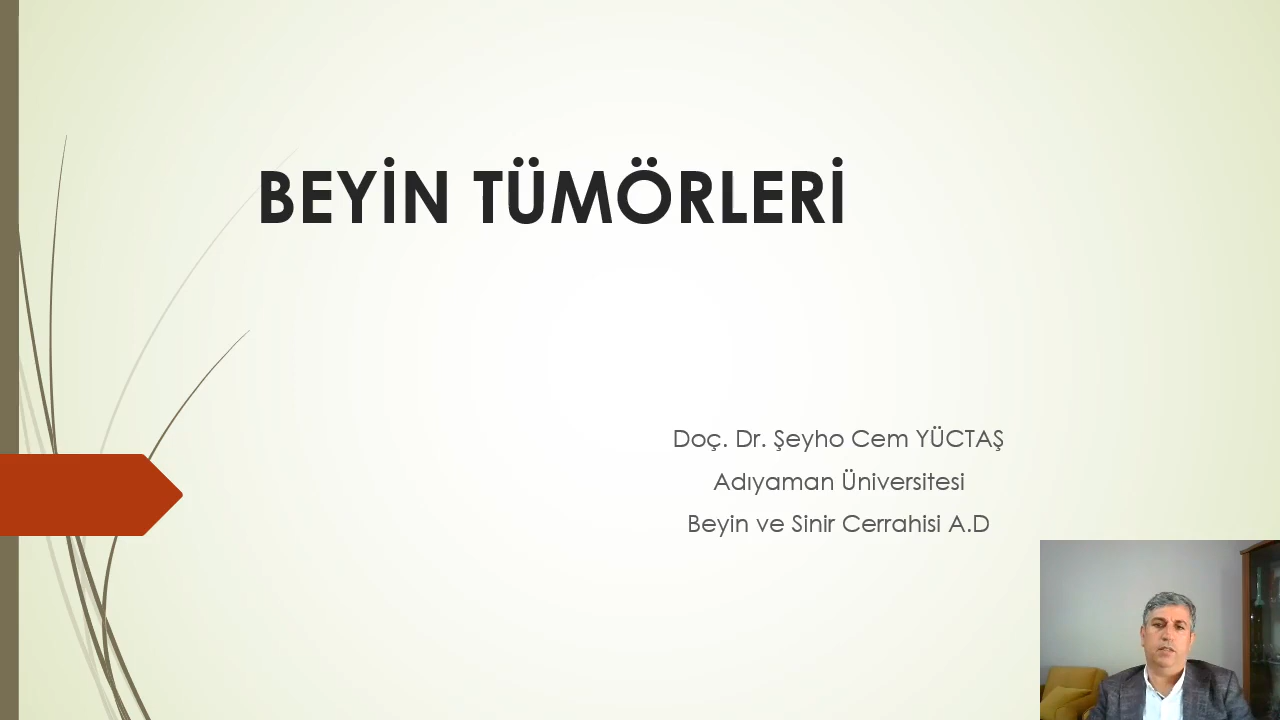 BEYİN TÜMÖRLERİ
Doç. Dr. Şeyho Cem YÜCTAŞ
Adıyaman Üniversitesi
Beyin ve Sinir Cerrahisi A.D